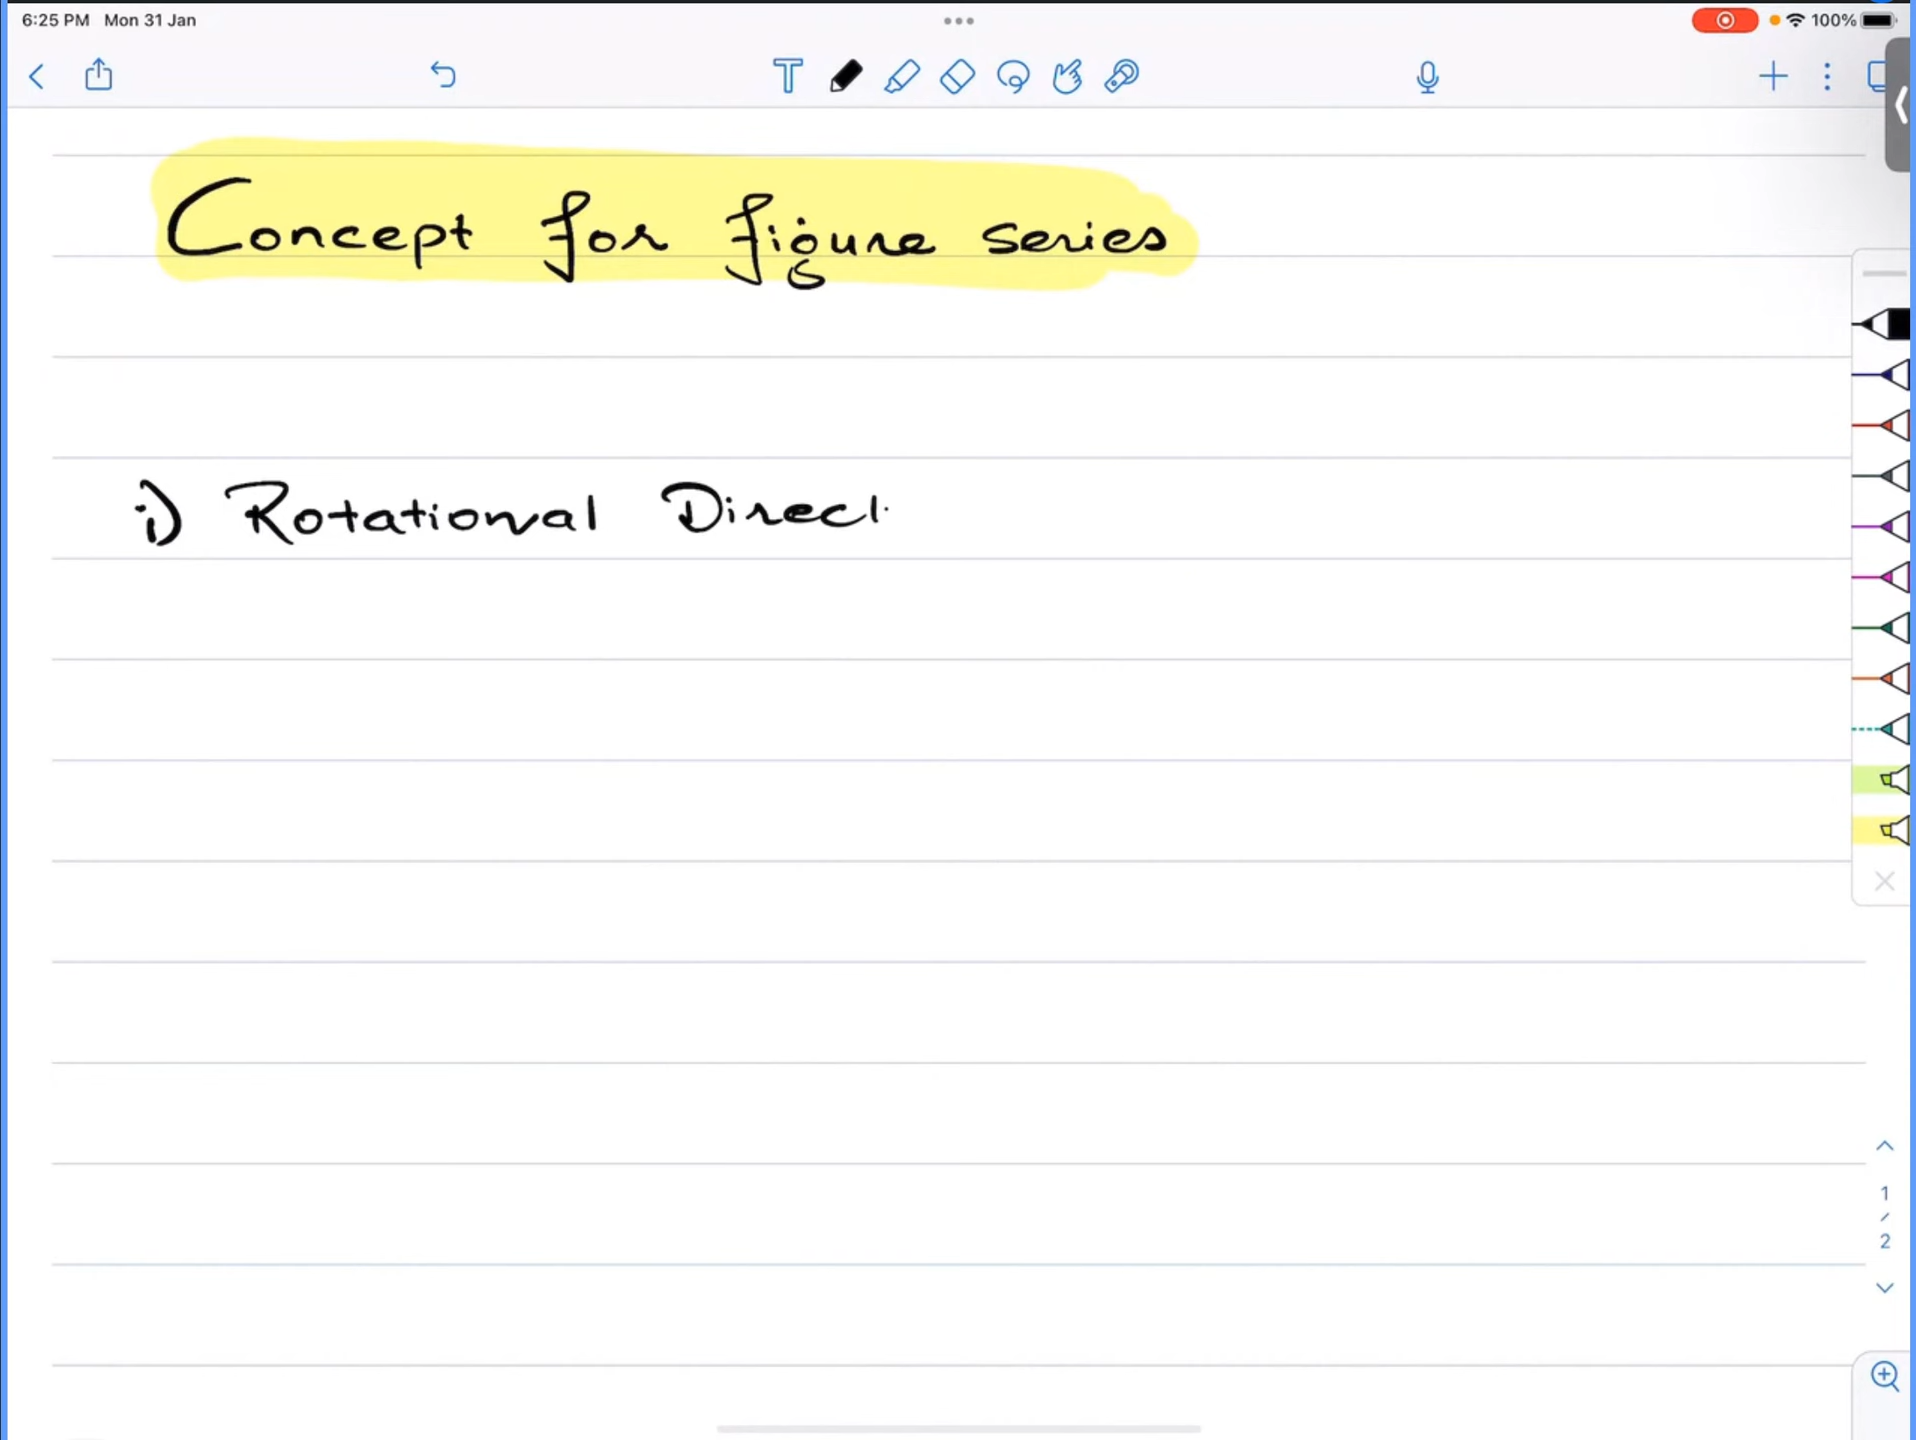 6:25 PM Mon 31 Jan
100%
T
Concept for figure series
i) Rotational Direct
1
/
2